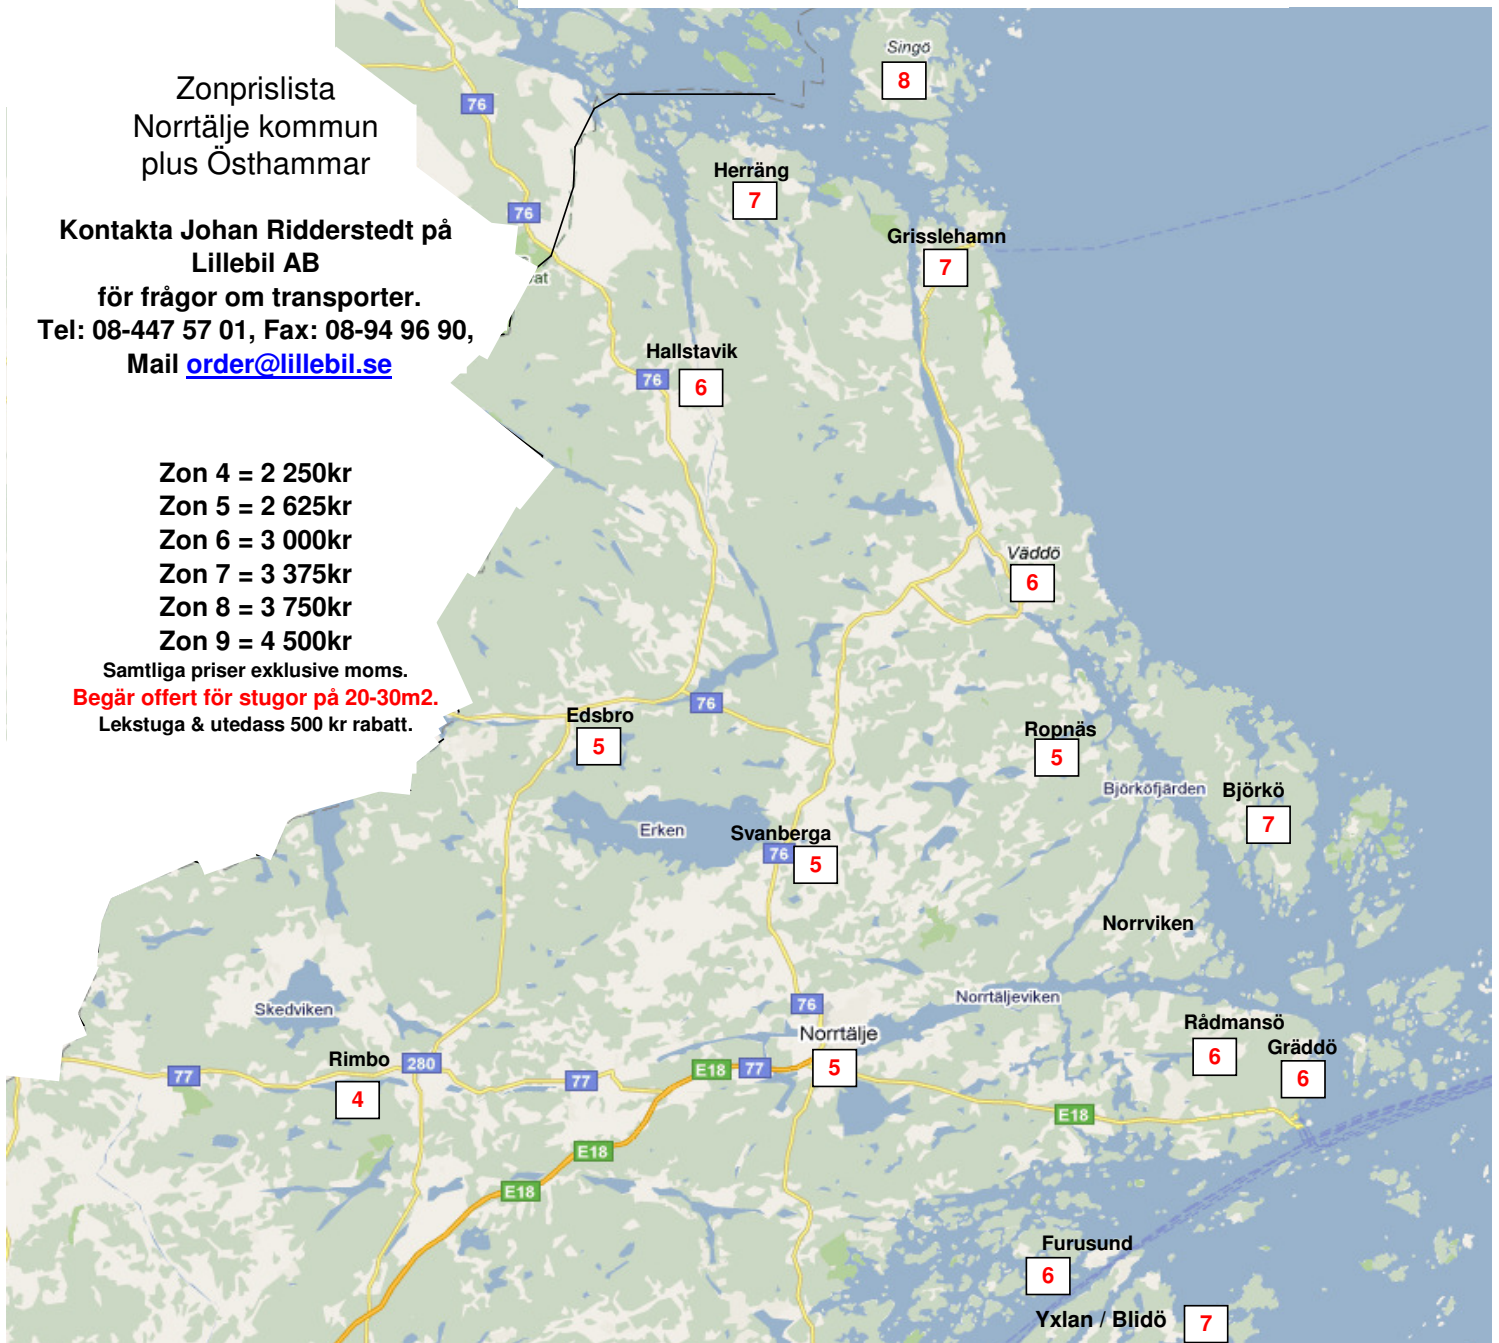 Zonprislista
Norrtälje kommun
plus Östhammar
Kontakta Johan Ridderstedt på
Lillebil AB
för frågor om transporter.
Tel: 08-447 57 01, Fax: 08-94 96 90,
Mail order@lillebil.se
Zon 4 = 2 250kr
Zon 5 = 2 625kr
Zon 6 = 3 000kr
Zon 7 = 3 375kr
Zon 8 = 3 750kr
Zon 9 = 4 500kr
Samtliga priser exklusive moms.
Begär offert för stugor på 20-30m2.
Lekstuga & utedass 500 kr rabatt.
Singö
8
76
Herräng
7
76
Grisslehamn
7
Hallstavik
76
6
Väddö
6
76
Edsbro
5
Ropnäs
5
Björköfjärden
Björkö
7
Erken
Svanberga
76
5
Norrviken
Skedviken
76
Norrtäljeviken
Norrtälje
5
Rådmansö
6
Gräddö
6
Rimbo
4
280
77
77
E18
77
E18
E18
E18
Furusund
6
Yxlan / Blidö
7